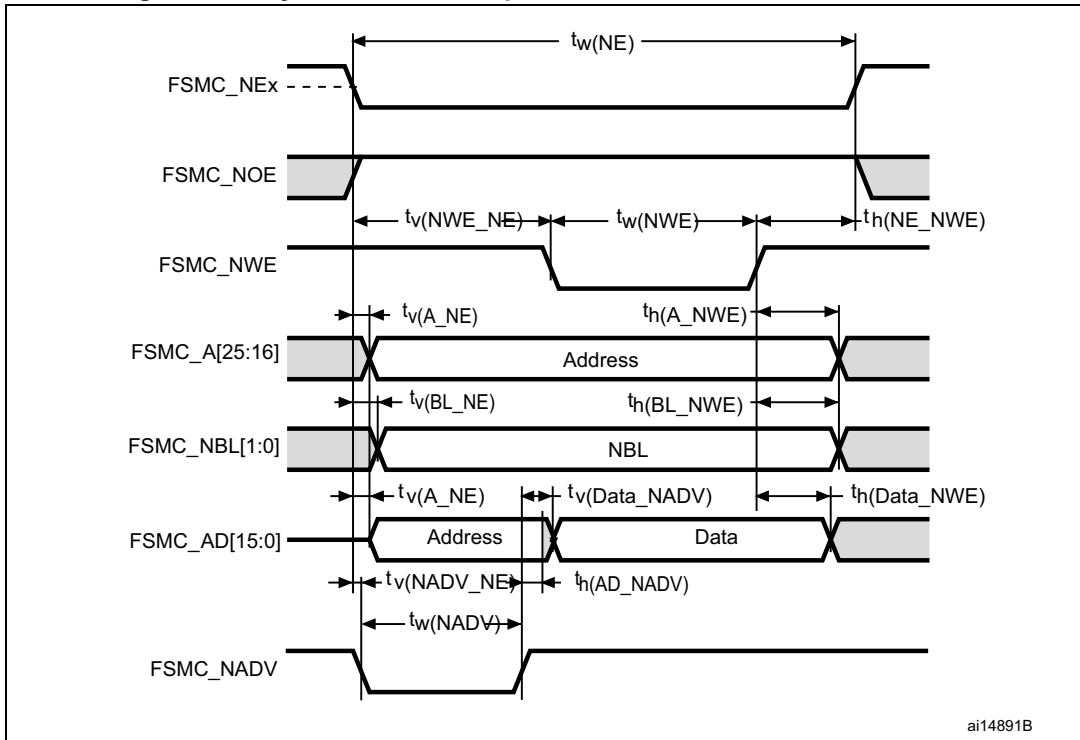 tw(NE)
FSMC_NEx
FSMC_NOE
tv(NWE_NE) tw(NWE) th(NE_NWE)
FSMC_NWE
tv(A_NE) th(A_NWE)
FSMC_A[25:16] Address
tv(BL_NE) th(BL_NWE)
FSMC_NBL[1:0] NBL
tv(A_NE) tv(Data_NADV) th(Data_NWE)
FSMC_AD[15:0] Address Data
tv(NADV_NE) th(AD_NADV)
tw(NADV)
FSMC_NADV
ai14891B